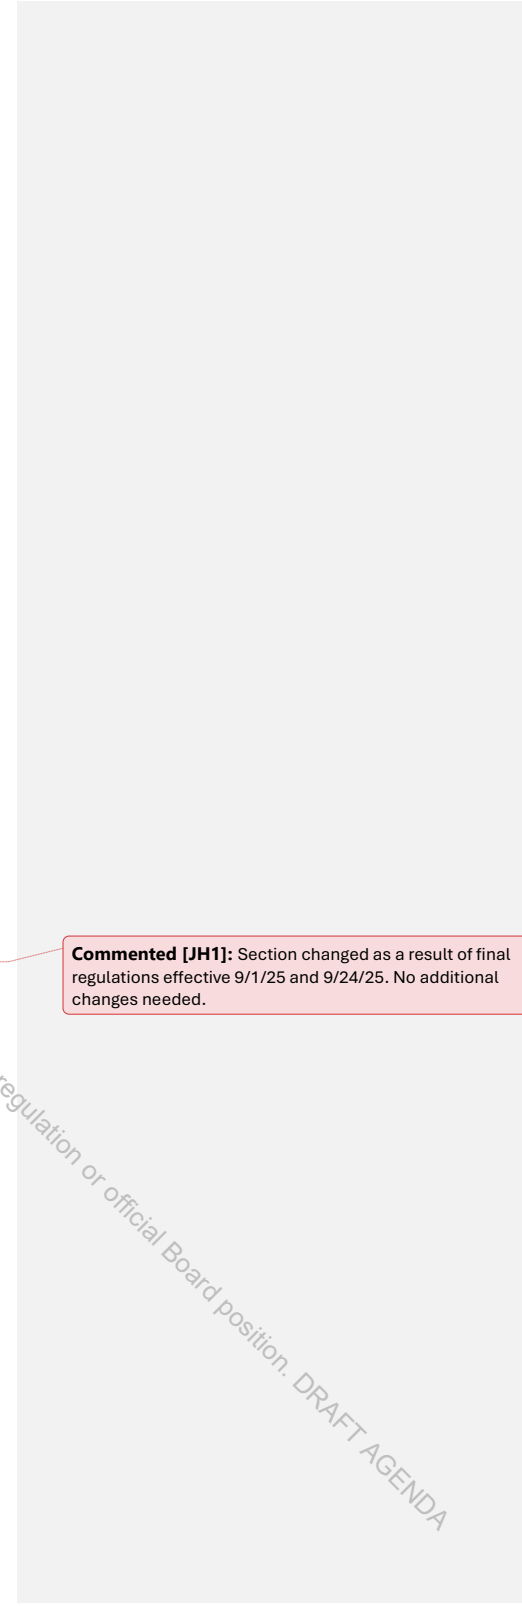 Commented [JH1]: Section changed as a result of final
regulations effective 9/1/25 and 9/24/25. No additional
changes needed.
regulation or official Board position. DRAFT AGENDA